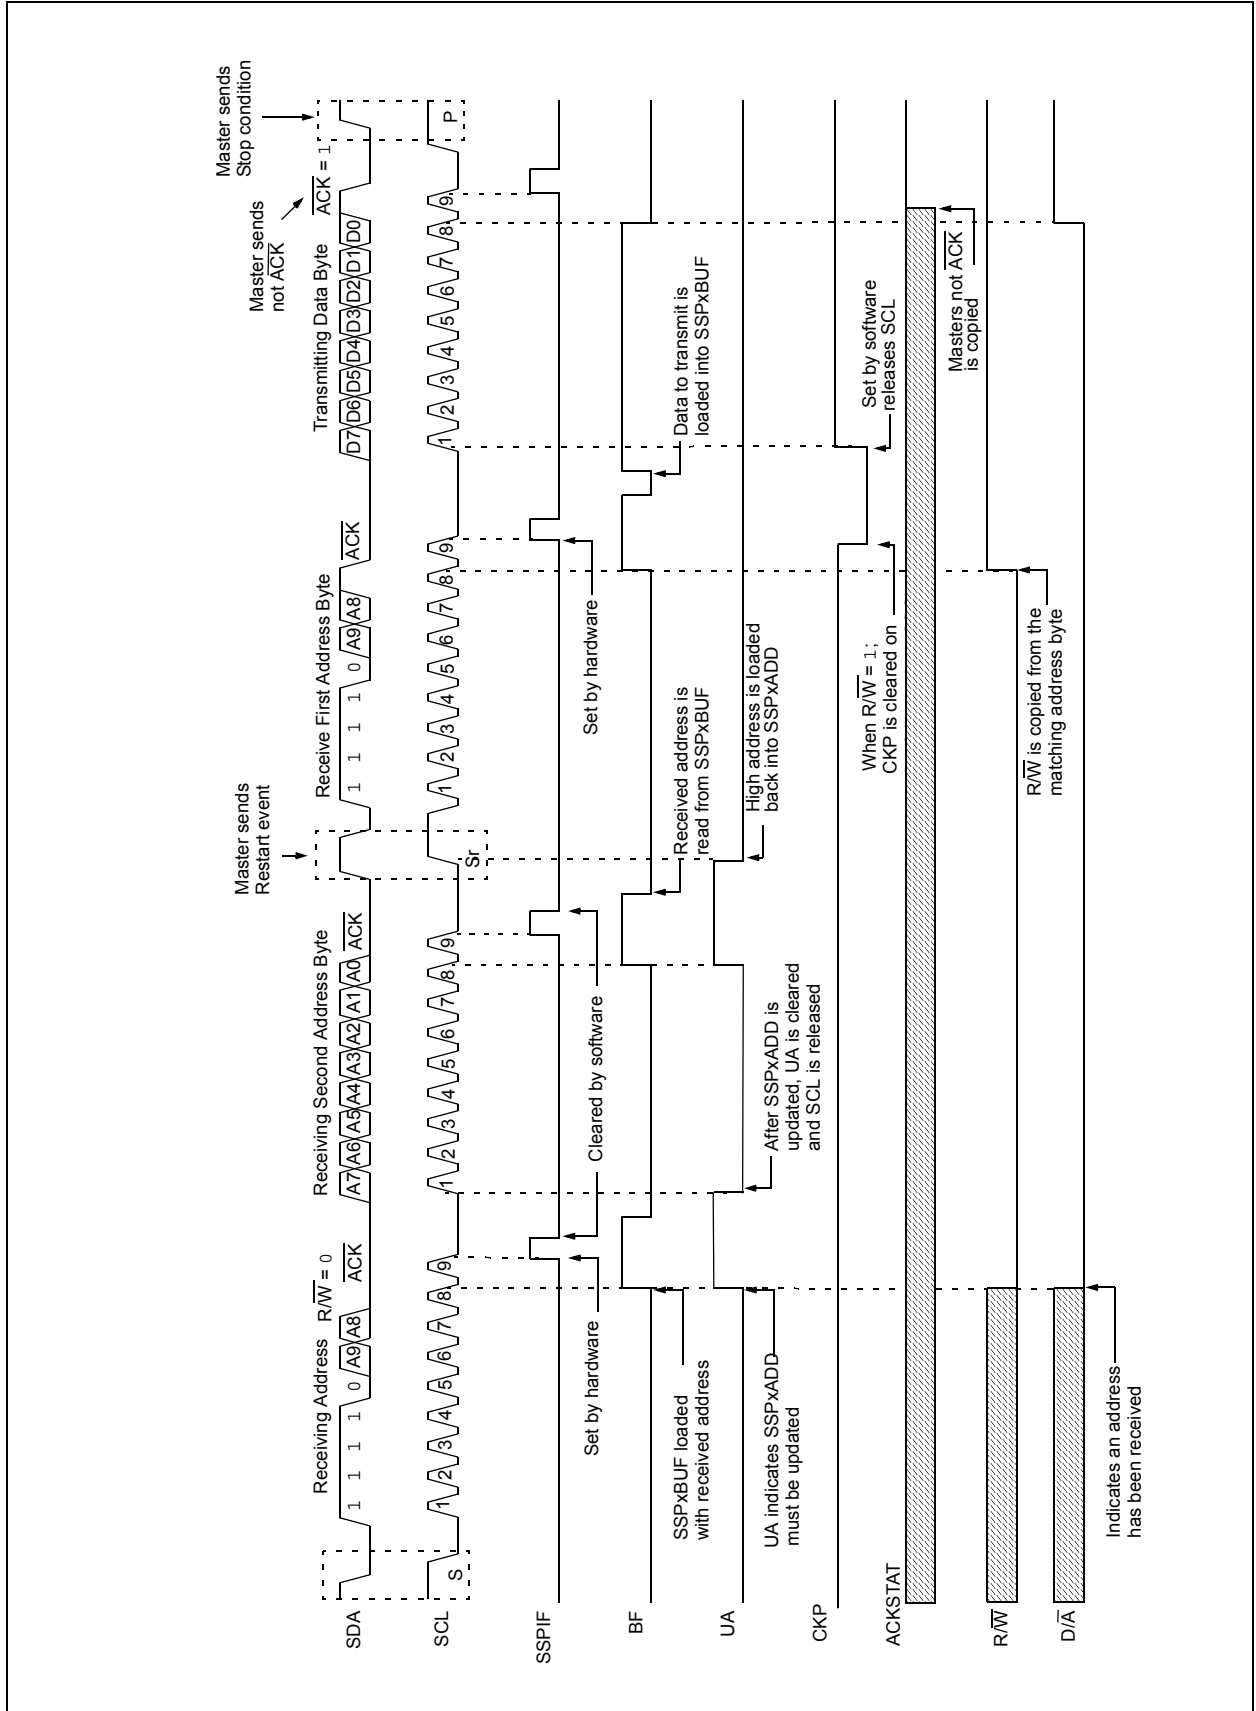 Master sends
Stop condition
Master sends
not A̅C̅K̅
Master sends
Restart event
Receiving Address R/W̅ = 0
Receiving Second Address Byte
Receive First Address Byte
Transmitting Data Byte
A̅C̅K̅ = 1
SDA
1 1 1 1 0 A9 A8 A̅C̅K̅
A7 A6 A5 A4 A3 A2 A1 A0 A̅C̅K̅
1 1 1 1 0 A9 A8 A̅C̅K̅
D7 D6 D5 D4 D3 D2 D1 D0
SCL
S
1 2 3 4 5 6 7 8 9
1 2 3 4 5 6 7 8 9
Sr
1 2 3 4 5 6 7 8 9
1 2 3 4 5 6 7 8 9
P
SSPIF
Set by hardware
Cleared by software
Set by hardware
BF
SSPxBUF loaded
with received address
Received address is
read from SSPxBUF
Data to transmit is
loaded into SSPxBUF
UA
UA indicates SSPxADD
must be updated
After SSPxADD is
updated, UA is cleared
and SCL is released
High address is loaded
back into SSPxADD
CKP
When R/W̅ = 1;
CKP is cleared on
Set by software
releases SCL
ACKSTAT
Masters not A̅C̅K̅
is copied
R/W̅
R/W̅ is copied from the
matching address byte
D/A̅
Indicates an address
has been received